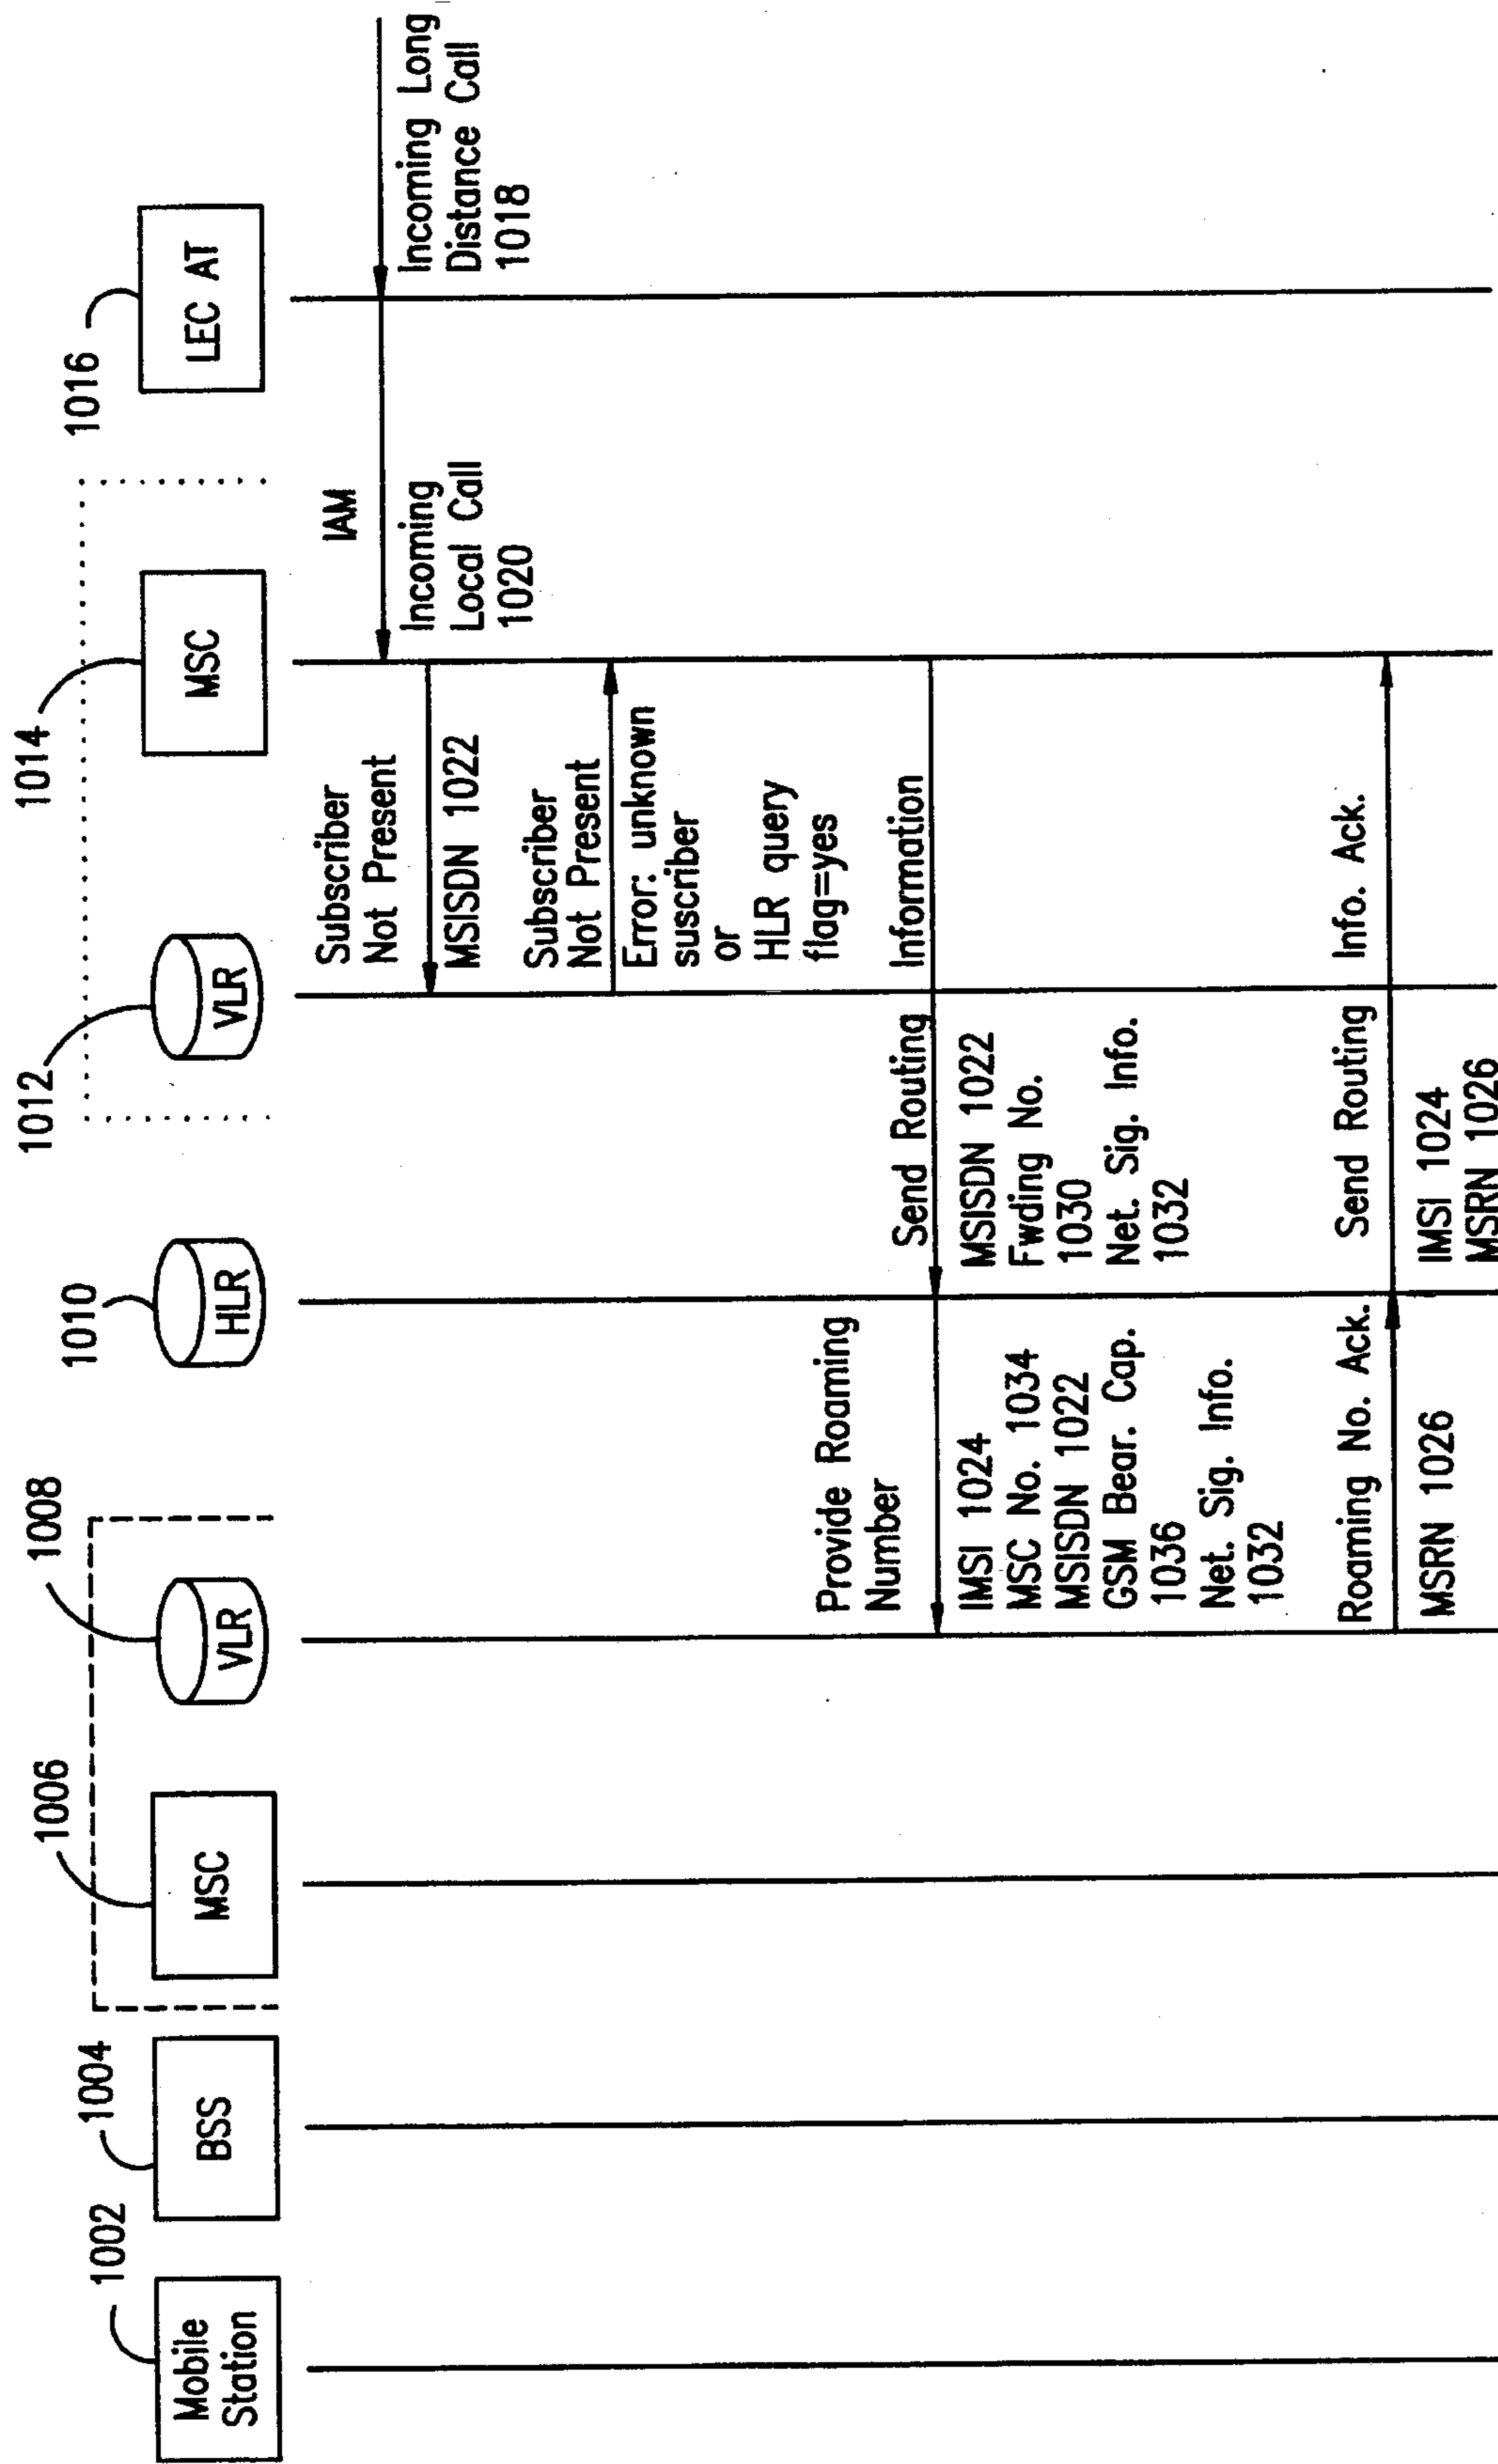 1002
1004
1006
1008
1010
1012
1014
1016
Mobile
Station
BSS
MSC
VLR
HLR
VLR
MSC
LEC AT
Incoming Long
Distance Call
1018
IAM
Incoming
Local Call
1020
Subscriber
Not Present
MSISDN 1022
Subscriber
Not Present
Error: unknown
suscriber
or
HLR query
flag=yes
Send Routing
Information
MSISDN 1022
Fwding No.
1030
Net. Sig. Info.
1032
Provide Roaming
Number
IMSI 1024
MSC No. 1034
MSISDN 1022
GSM Bear. Cap.
1036
Net. Sig. Info.
1032
Roaming No. Ack.
MSRN 1026
Send Routing
Info. Ack.
IMSI 1024
MSRN 1026